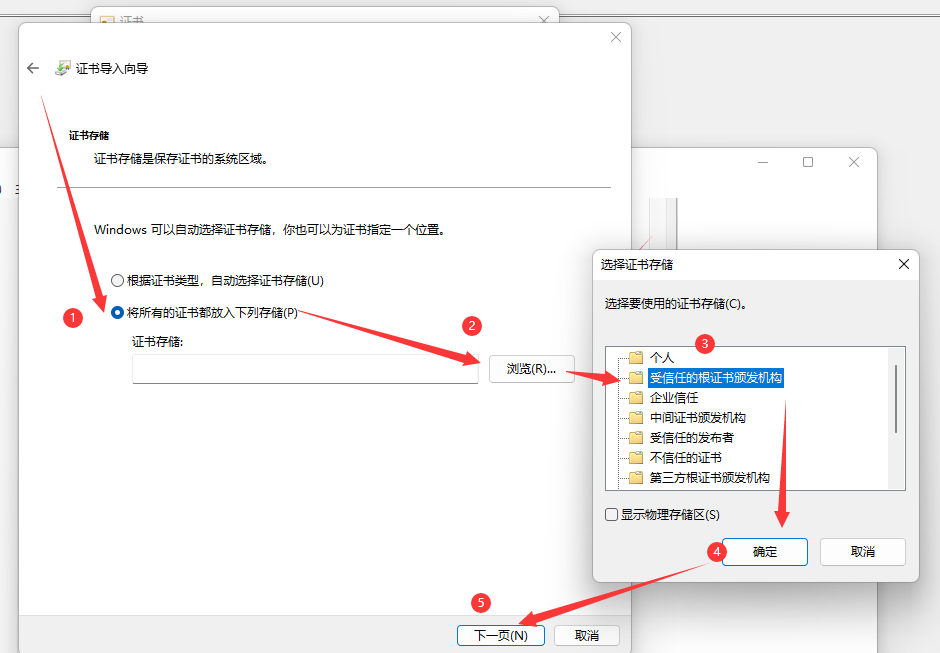 证书
证书导入向导
证书存储
证书存储是保存证书的系统区域。
Windows 可以自动选择证书存储，你也可以为证书指定一个位置。
根据证书类型，自动选择证书存储(U)
1
将所有的证书都放入下列存储(P)
证书存储:
2
浏览(R)...
选择证书存储
选择要使用的证书存储(C)。
3
个人
受信任的根证书颁发机构
企业信任
中间证书颁发机构
受信任的发布者
不信任的证书
第三方根证书颁发机构
显示物理存储区(S)
4
确定
取消
5
下一页(N)
取消